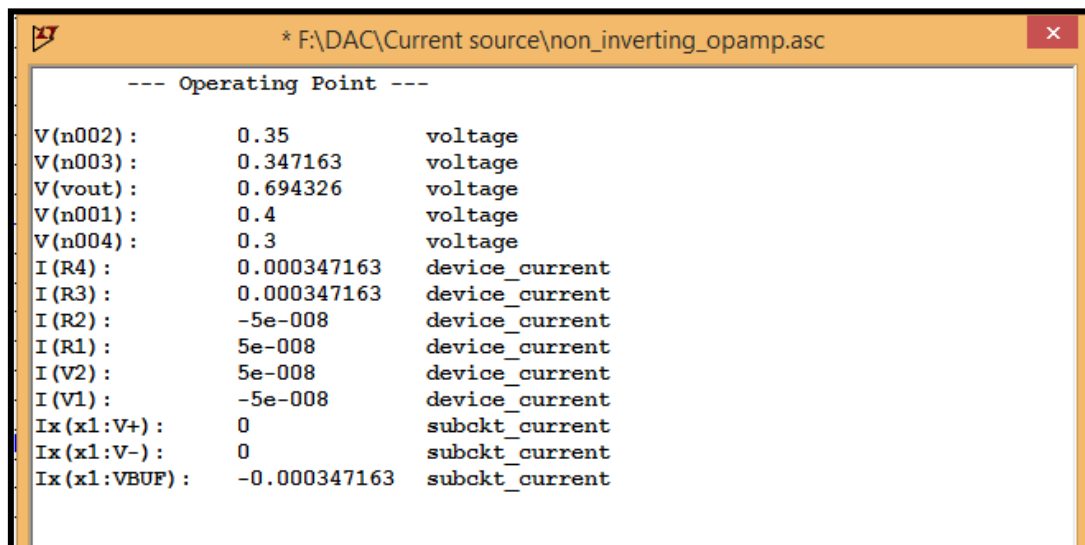 * F:\DAC\Current source\non_inverting_opamp.asc
--- Operating Point ---
V(n002): 0.35 voltage
V(n003): 0.347163 voltage
V(vout): 0.694326 voltage
V(n001): 0.4 voltage
V(n004): 0.3 voltage
I(R4): 0.000347163 device_current
I(R3): 0.000347163 device_current
I(R2): -5e-008 device_current
I(R1): 5e-008 device_current
I(V2): 5e-008 device_current
I(V1): -5e-008 device_current
Ix(x1:V+): 0 subckt_current
Ix(x1:V-): 0 subckt_current
Ix(x1:VBUF): -0.000347163 subckt_current